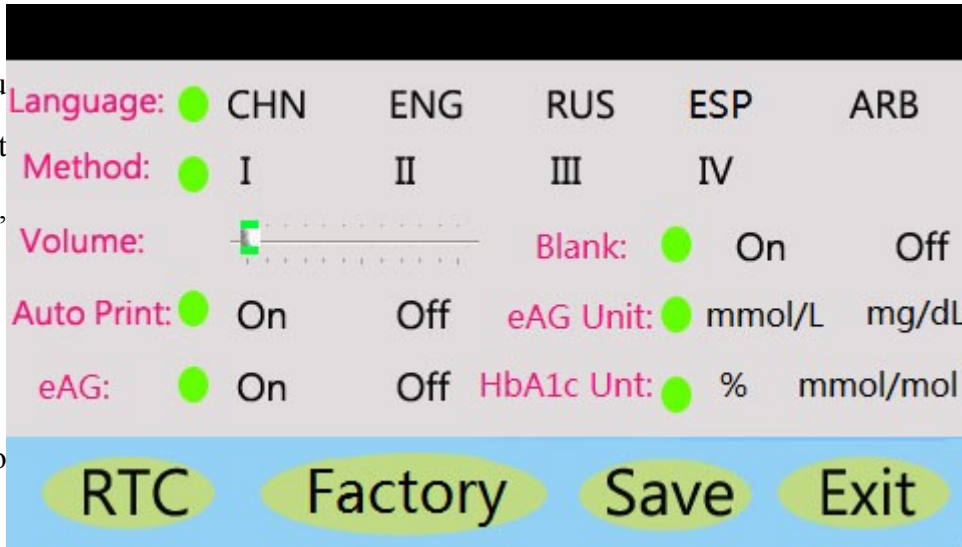 Language: CHN ENG RUS ESP ARB
Method: I II III IV
Volume: Blank: On Off
Auto Print: On Off eAG Unit: mmol/L mg/dL
eAG: On Off HbA1c Unt: % mmol/mol
RTC Factory Save Exit